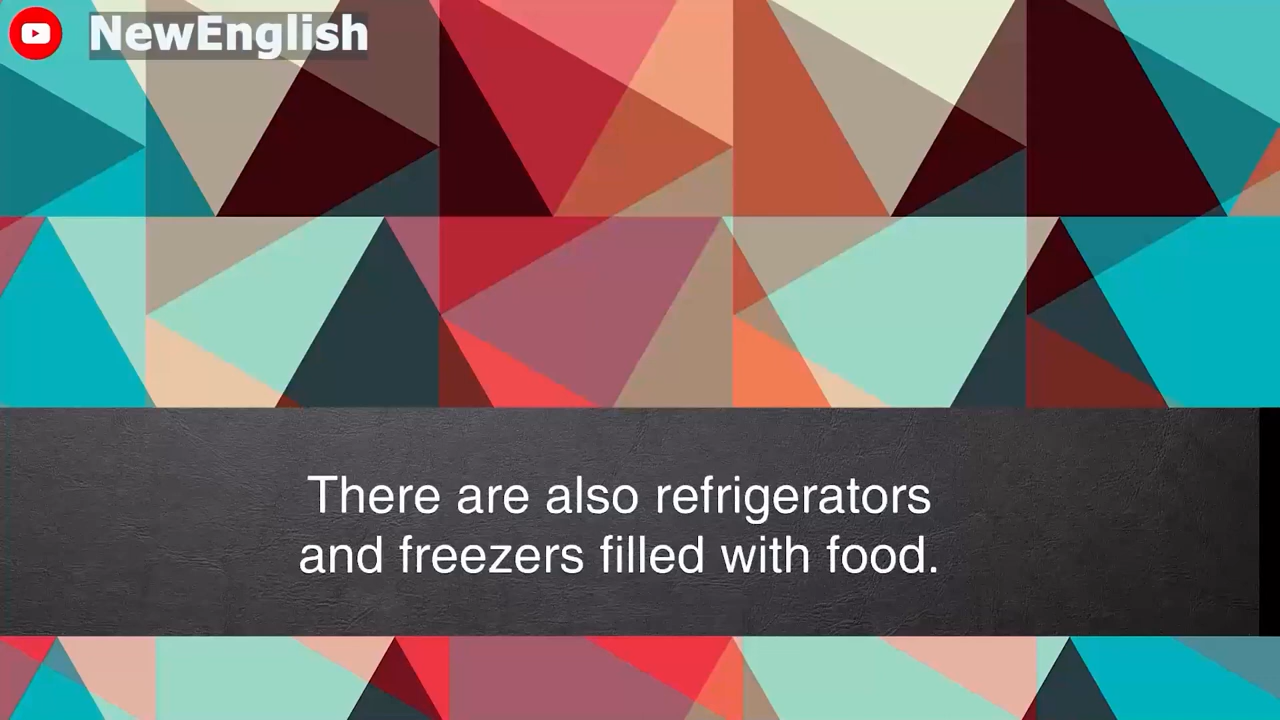 NewEnglish
There are also refrigerators
and freezers filled with food.